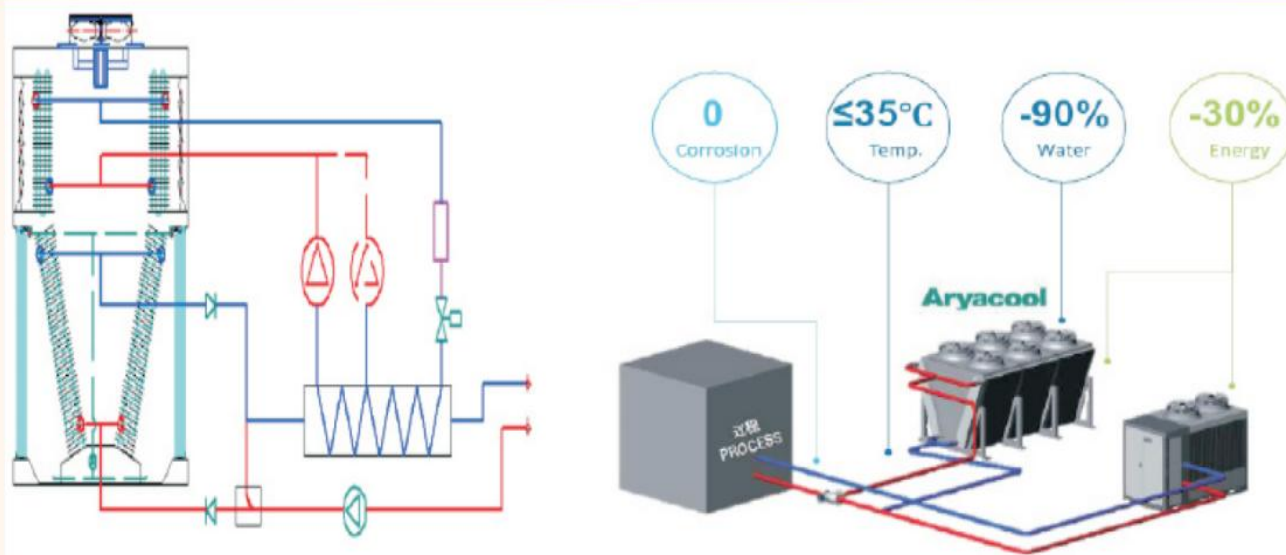 0
Corrosion
≤35℃
Temp.
-90%
Water
-30%
Energy
Aryacool
过程
PROCESS